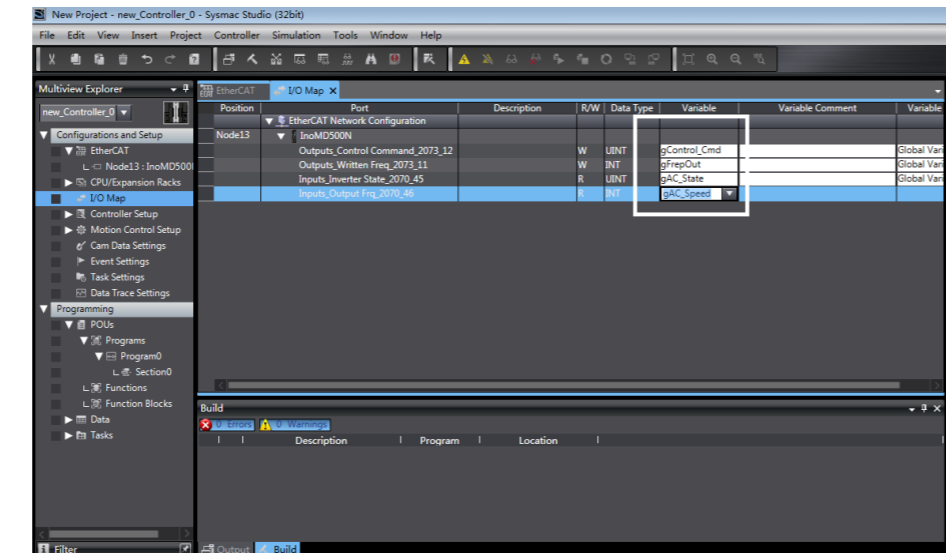 New Project - new_Controller_0 - Sysmac Studio (32bit)
File Edit View Insert Project Controller Simulation Tools Window Help
Multiview Explorer
new_Controller_0
Configurations and Setup
EtherCAT
Node13 : InoMD500
CPU/Expansion Racks
I/O Map
Controller Setup
Motion Control Setup
Cam Data Settings
Event Settings
Task Settings
Data Trace Settings
Programming
POUs
Programs
Program0
Section0
Functions
Function Blocks
Data
Tasks
Filter
EtherCAT I/O Map
Position Port Description R/W Data Type Variable Variable Comment Variable
EtherCAT Network Configuration
Node13 InoMD500N
Outputs_Control Command_2073_12 W UINT gControl_Cmd Global Vari
Outputs_Written Freq_2073_11 W INT gFrepOut Global Vari
Inputs_Inverter State_2070_45 R UINT gAC_State Global Vari
Inputs_Output Frq_2070_46 R INT gAC_Speed
Build
0 Errors 0 Warnings
Description Program Location
Output Build